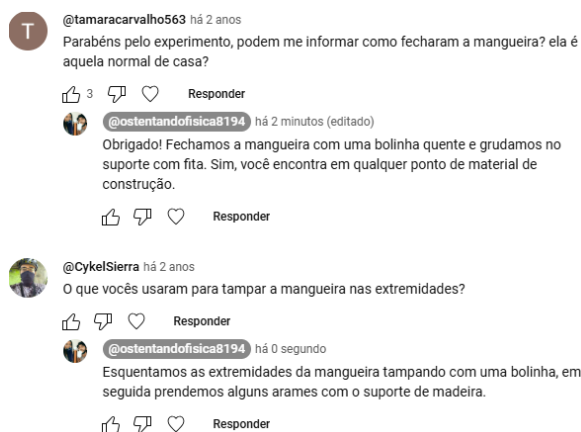 T
@tamaracarvalho563 há 2 anos
Parabéns pelo experimento, podem me informar como fecharam a mangueira? ela é
aquela normal de casa?
3 Responder
@ostentandofisica8194 há 2 minutos (editado)
Obrigado! Fechamos a mangueira com uma bolinha quente e grudamos no
suporte com fita. Sim, você encontra em qualquer ponto de material de
construção.
Responder
@CykelSierra há 2 anos
O que vocês usaram para tampar a mangueira nas extremidades?
Responder
@ostentandofisica8194 há 0 segundo
Esquentamos as extremidades da mangueira tampando com uma bolinha, em
seguida prendemos alguns arames com o suporte de madeira.
Responder